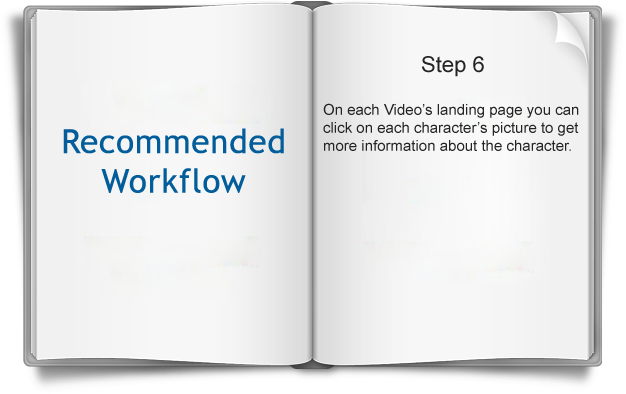 Recommended
Workflow
Step 6
On each Video’s landing page you can
click on each character’s picture to get
more information about the character.